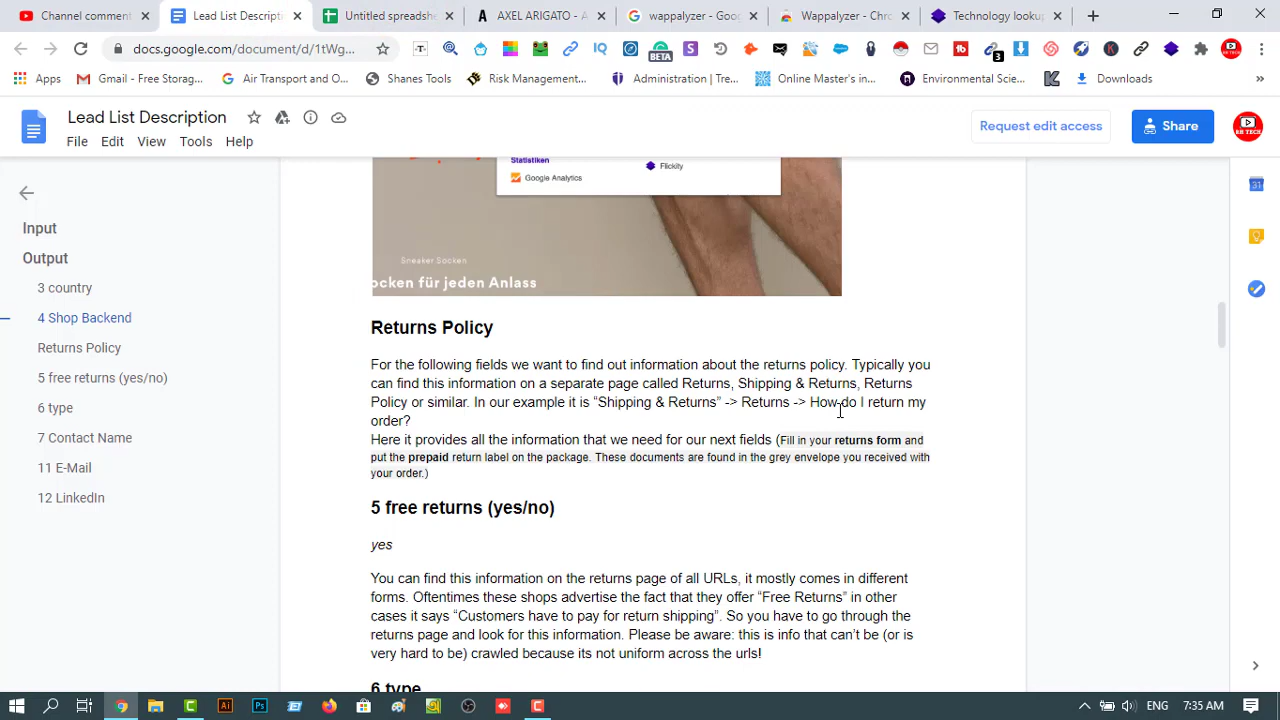 Channel comment
Lead List Descripti
Untitled spreadsh
AXEL ARIGATO - A
wappalyzer - Goo
Wappalyzer - 
Technology look
docs.google.com/document/d/1tWg...
BETA
3
Apps
Gmail - Free Storag...
Air Transport and O...
Shanes Tools
Risk Management...
Administration | Tre...
Online Master's in...
Environmental Scie...
Downloads
Lead List Description
File
Edit
View
Tools
Help
Request edit access
Share
Input
Output
3 country
4 Shop Backend
Returns Policy
5 free returns (yes/no)
6 type
7 Contact Name
11 E-Mail
12 LinkedIn
Statistiken
Google Analytics
Flickity
Sneaker Socken
ocken für jeden Anlass
Returns Policy
For the following fields we want to find out information about the returns policy. Typically you
can find this information on a separate page called Returns, Shipping & Returns, Returns
Policy or similar. In our example it is “Shipping & Returns” -> Returns -> How do I return my
order?
Here it provides all the information that we need for our next fields (Fill in your returns form and
put the prepaid return label on the package. These documents are found in the grey envelope you received with
your order.)
5 free returns (yes/no)
yes
You can find this information on the returns page of all URLs, it mostly comes in different
forms. Oftentimes these shops advertise the fact that they offer “Free Returns” in other
cases it says “Customers have to pay for return shipping”. So you have to go through the
returns page and look for this information. Please be aware: this is info that can’t be (or is
very hard to be) crawled because its not uniform across the urls!
6 type
ENG
7:35 AM